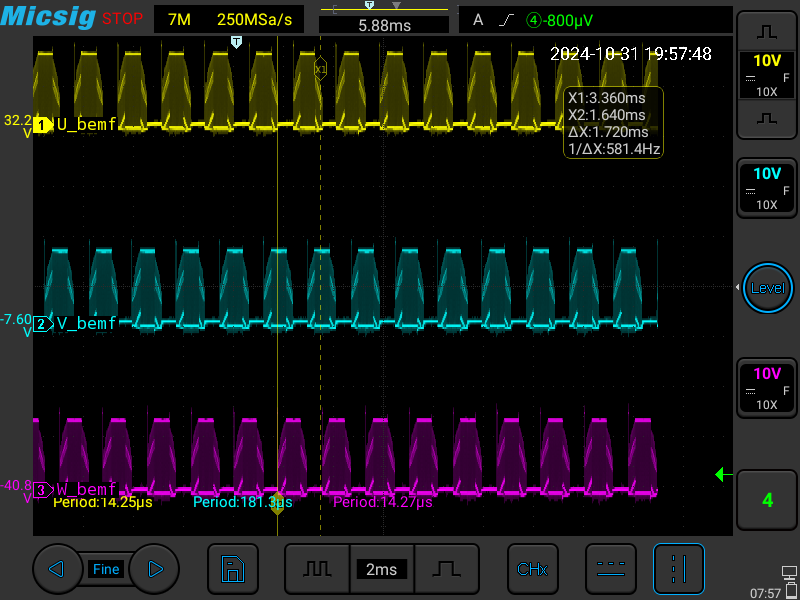 Micsig STOP 7M 250MSa/s T 5.88ms A 4 -800μV
T
2024-10-31 19:57:48
X1
X1:3.360ms
X2:1.640ms
ΔX:1.720ms
1/ΔX:581.4Hz
10V
F
10X
32.2
V
1 U_bemf
10V
F
10X
Level
-7.60
V
2 V_bemf
10V
F
10X
-40.8
V
3 W_bemf
Period:14.25μs Period:181.3μs Period:14.27μs
4
Fine 2ms CHx
07:57